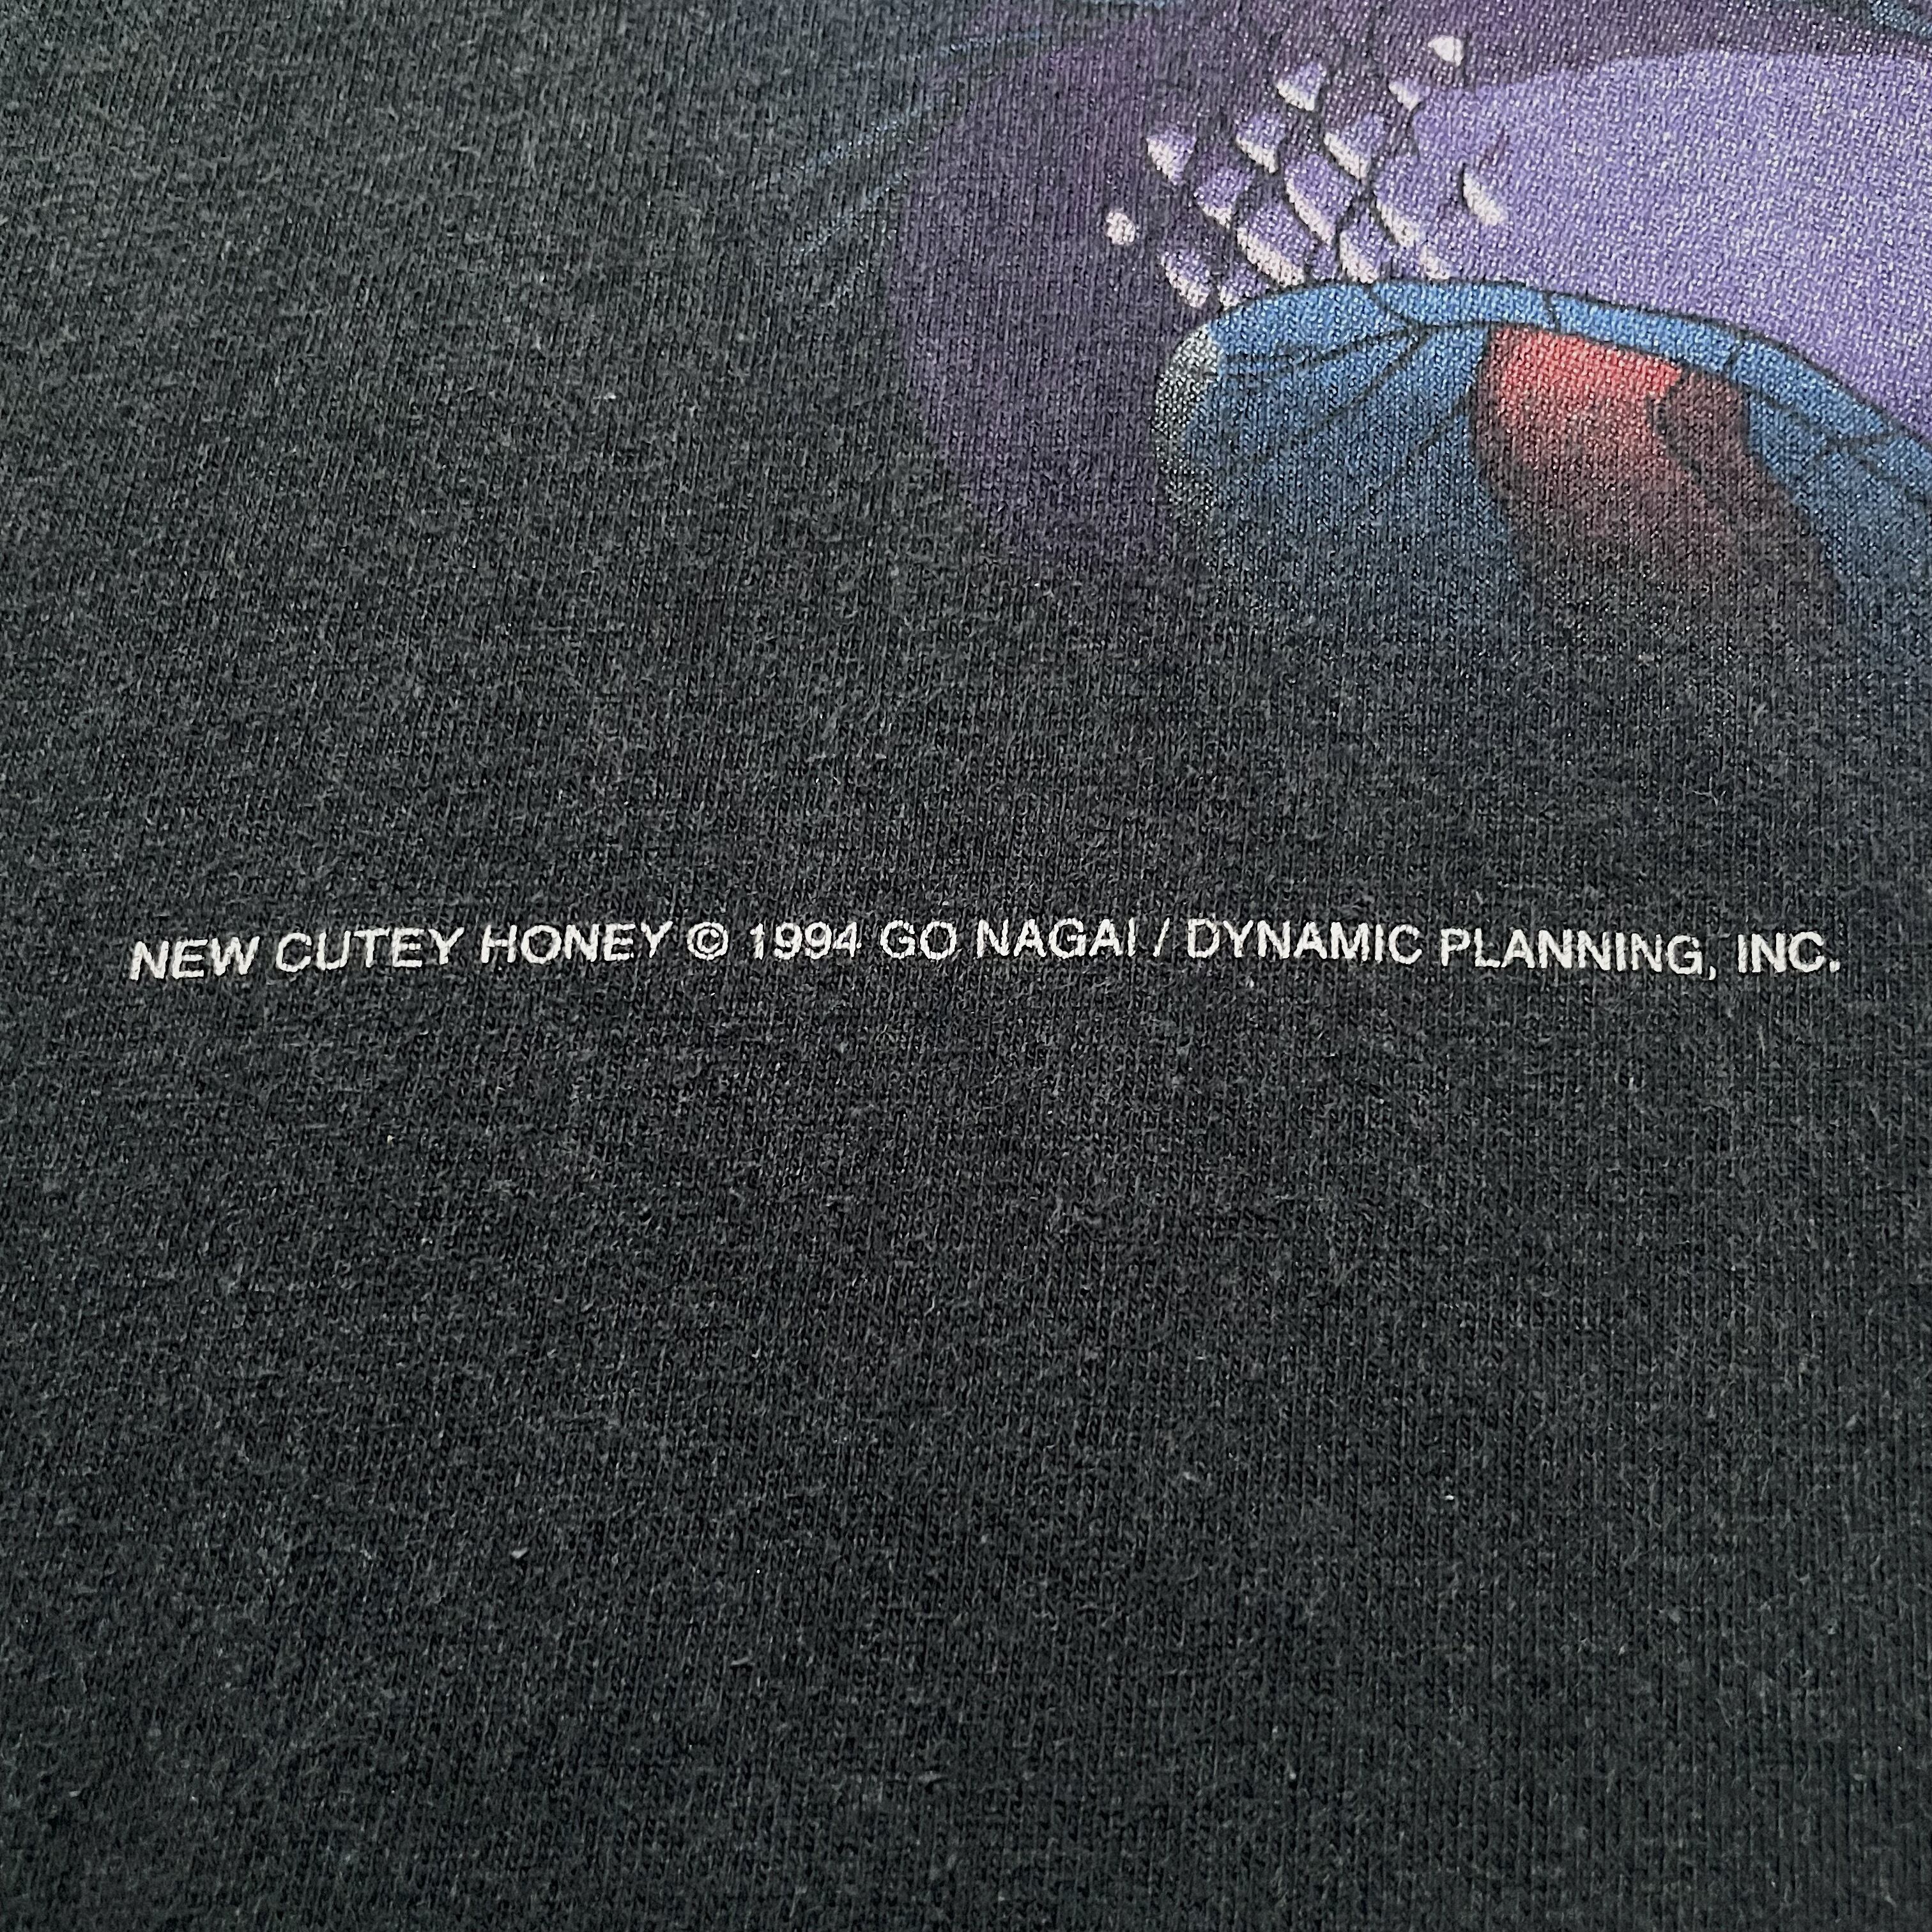 NEW CUTEY HONEY © 1994 GO NAGAI / DYNAMIC PLANNING, INC.